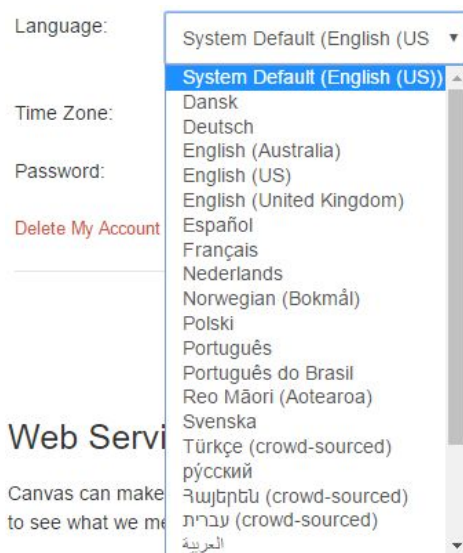 Language:
System Default (English (US
System Default (English (US))
Dansk
Deutsch
Time Zone:
English (Australia)
Password:
English (US)
English (United Kingdom)
Delete My Account
Español
Français
Nederlands
Norwegian (Bokmål)
Polski
Português
Português do Brasil
Reo Māori (Aotearoa)
Svenska
Web Servi
Türkçe (crowd-sourced)
ру́сский
Հայերեն (crowd-sourced)
Canvas can make
עברית (crowd-sourced)
to see what we me
العربية